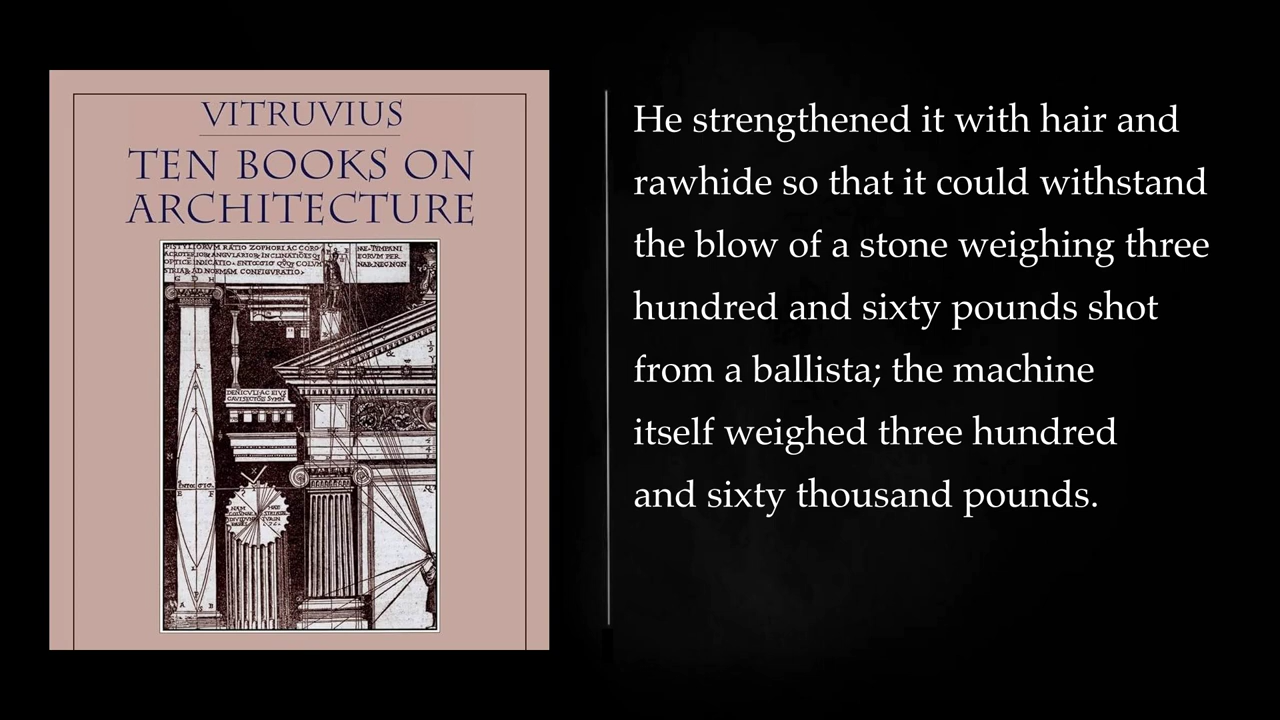 VITRUVIUS
TEN BOOKS ON
ARCHITECTURE
He strengthened it with hair and
rawhide so that it could withstand
the blow of a stone weighing three
hundred and sixty pounds shot
from a ballista; the machine
itself weighed three hundred
and sixty thousand pounds.